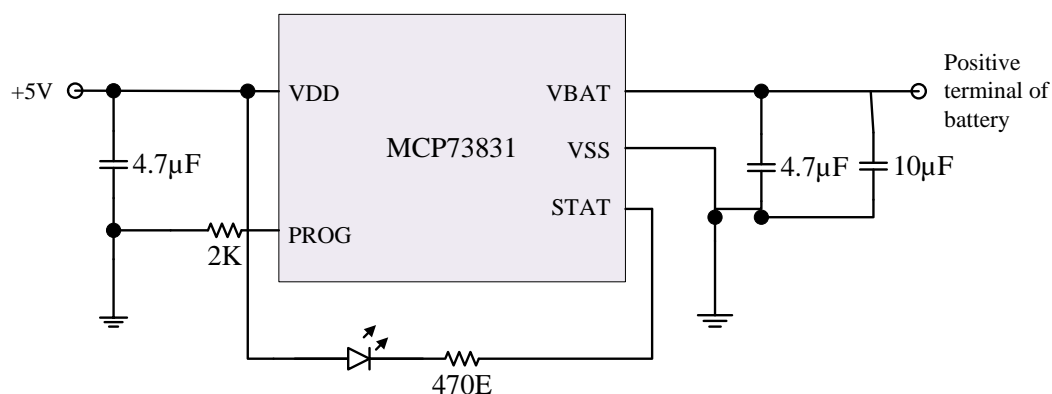 +5V
VDD
VBAT
Positive
terminal of
battery
MCP73831
VSS
4.7µF
4.7µF
10µF
STAT
PROG
2K
470E